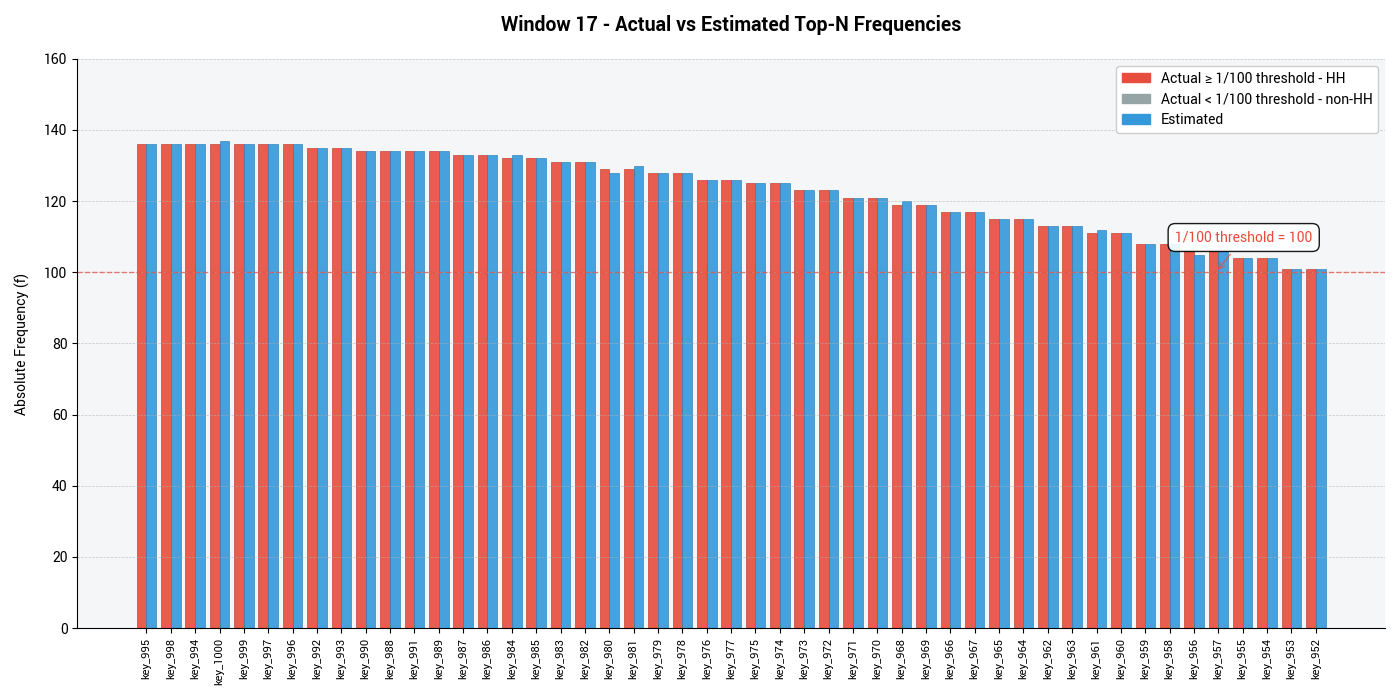 Window 17 - Actual vs Estimated Top-N Frequencies
Actual ≥ 1/100 threshold - HH
Actual < 1/100 threshold - non-HH
Estimated
Absolute Frequency (f)
160
140
120
100
80
60
40
20
0
1/100 threshold = 100
key_995
key_998
key_994
key_1000
key_999
key_997
key_996
key_992
key_993
key_990
key_988
key_991
key_989
key_987
key_986
key_984
key_985
key_983
key_982
key_980
key_981
key_979
key_978
key_976
key_977
key_975
key_974
key_973
key_972
key_971
key_970
key_968
key_969
key_966
key_967
key_965
key_964
key_962
key_963
key_961
key_960
key_959
key_958
key_956
key_957
key_955
key_954
key_953
key_952